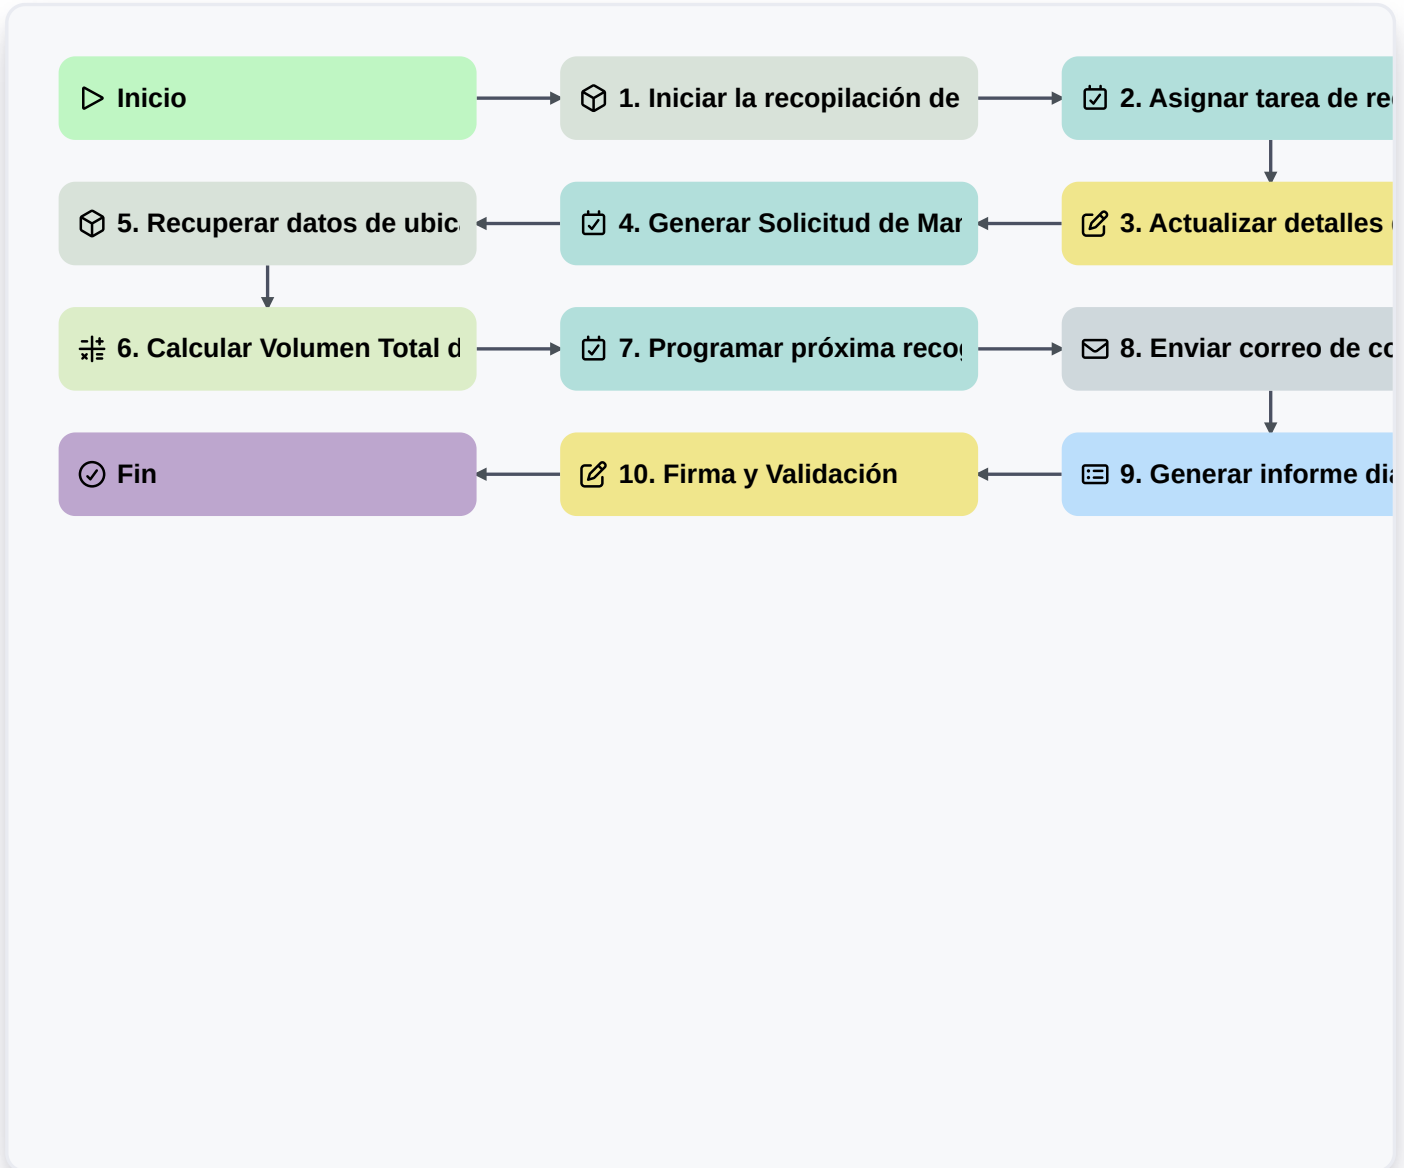 Inicio
1. Iniciar la recopilación de
2. Asignar tarea de
5. Recuperar datos de
4. Generar Solicitud de
3. Actualizar detalles
6. Calcular Volumen Total
7. Programar próxima
8. Enviar correo de
Fin
10. Firma y Validación
9. Generar informe